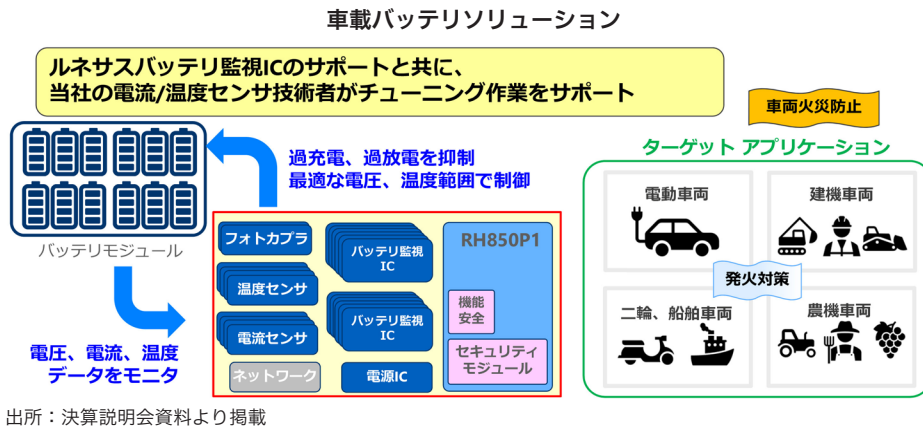 車載バッテリソリューション
ルネサスバッテリ監視ICのサポートと共に、
当社の電流/温度センサ技術者がチューニング作業をサポート
車両火災防止
過充電、過放電を抑制
最適な電圧、温度範囲で制御
バッテリモジュール
電圧、電流、温度
データをモニタ
フォトカプラ
温度センサ
電流センサ
ネットワーク
バッテリ監視
IC
バッテリ監視
IC
電源IC
RH850P1
機能
安全
セキュリティ
モジュール
ターゲット アプリケーション
電動車両
建機車両
発火対策
二輪、船舶車両
農機車両
出所：決算説明会資料より掲載